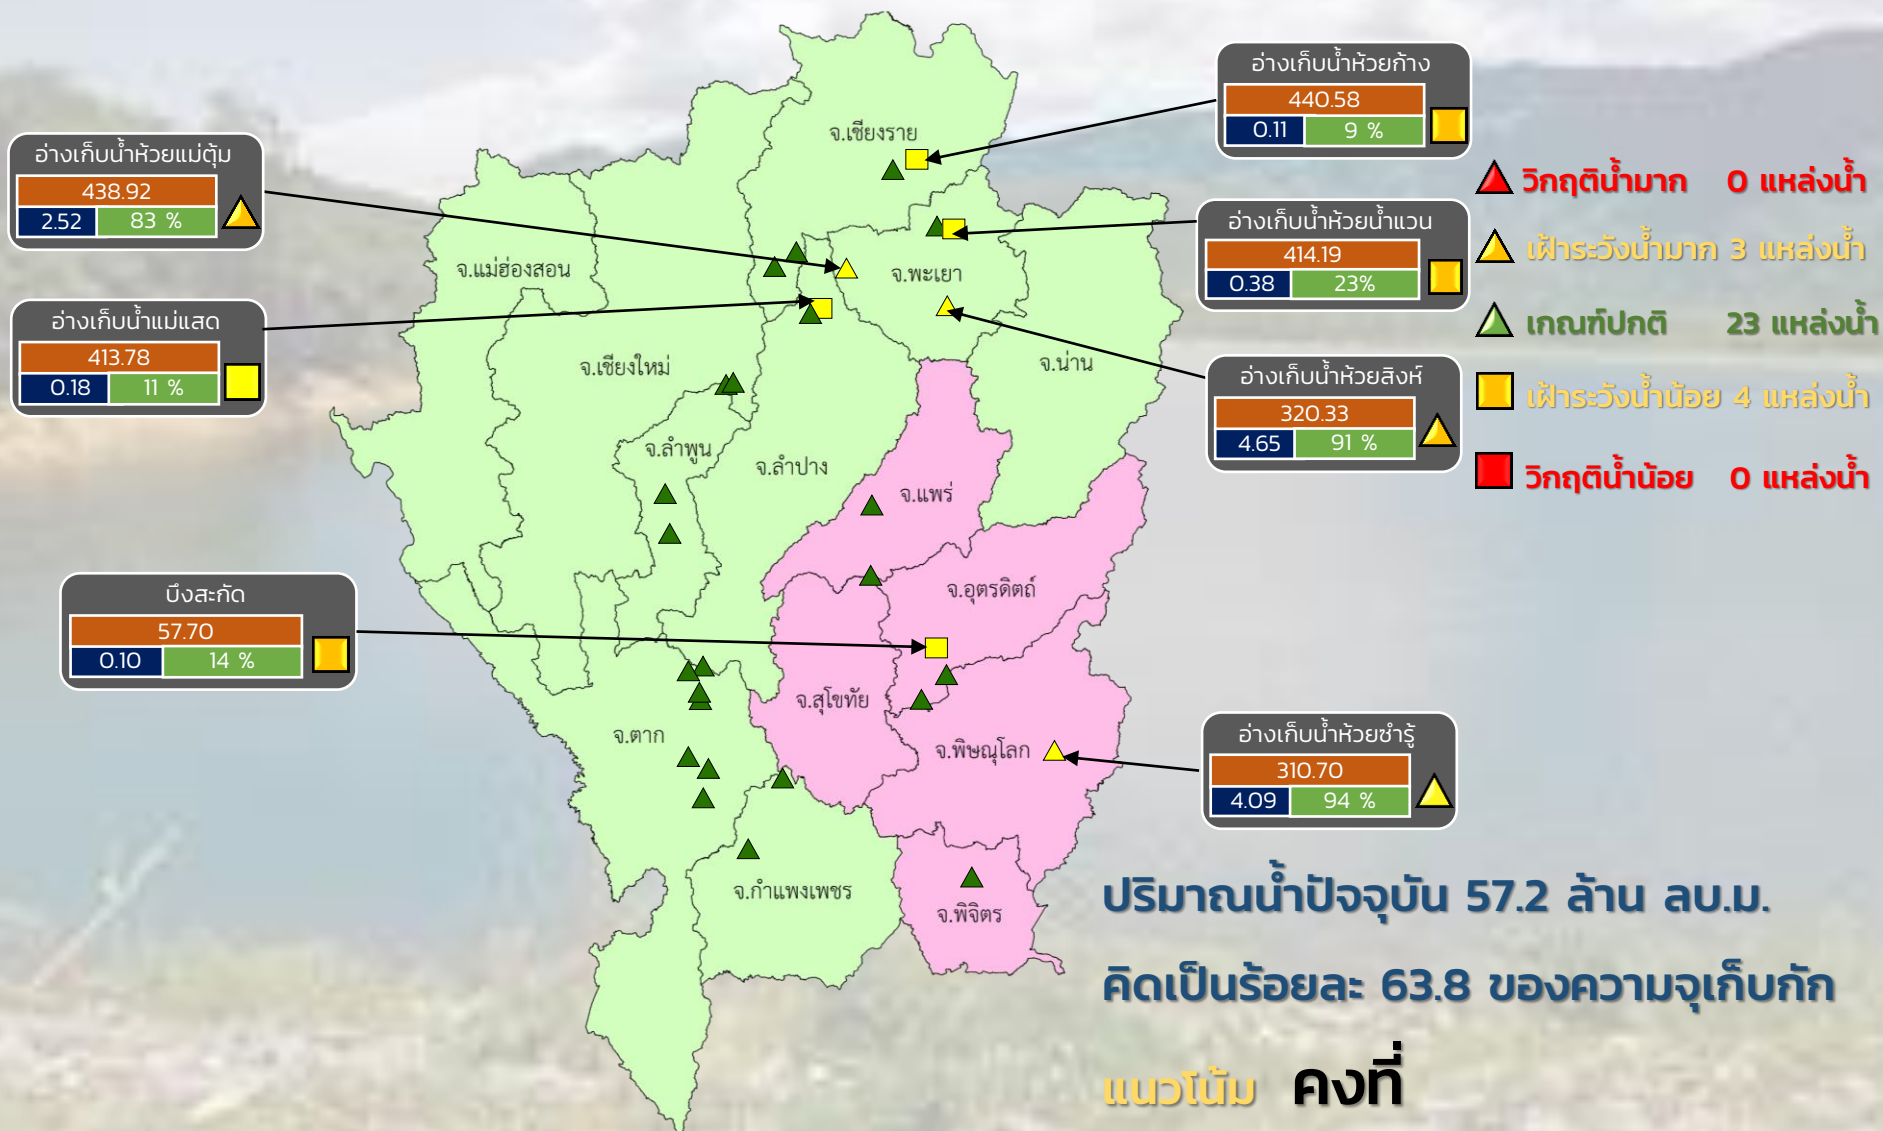 อ่างเก็บน้ำห้วยก้าง
440.58
0.11 9 %
อ่างเก็บน้ำห้วยแม่ตุ้ม
438.92
2.52 83 %
อ่างเก็บน้ำห้วยน้ำแวน
414.19
0.38 23%
อ่างเก็บน้ำแม่แสด
413.78
0.18 11 %
อ่างเก็บน้ำห้วยสิงห์
320.33
4.65 91 %
บึงสะกัด
57.70
0.10 14 %
อ่างเก็บน้ำห้วยซำรู้
310.70
4.09 94 %
วิกฤติน้ำมาก 0 แหล่งน้ำ
เฝ้าระวังน้ำมาก 3 แหล่งน้ำ
เกณฑ์ปกติ 23 แหล่งน้ำ
เฝ้าระวังน้ำน้อย 4 แหล่งน้ำ
วิกฤติน้ำน้อย 0 แหล่งน้ำ
จ.เชียงราย
จ.แม่ฮ่องสอน
จ.พะเยา
จ.เชียงใหม่
จ.น่าน
จ.ลำพูน
จ.ลำปาง
จ.แพร่
จ.อุตรดิตถ์
จ.สุโขทัย
จ.ตาก
จ.พิษณุโลก
จ.กำแพงเพชร
จ.พิจิตร
ปริมาณน้ำปัจจุบัน 57.2 ล้าน ลบ.ม.
คิดเป็นร้อยละ 63.8 ของความจุเก็บกัก
แนวโน้ม คงที่